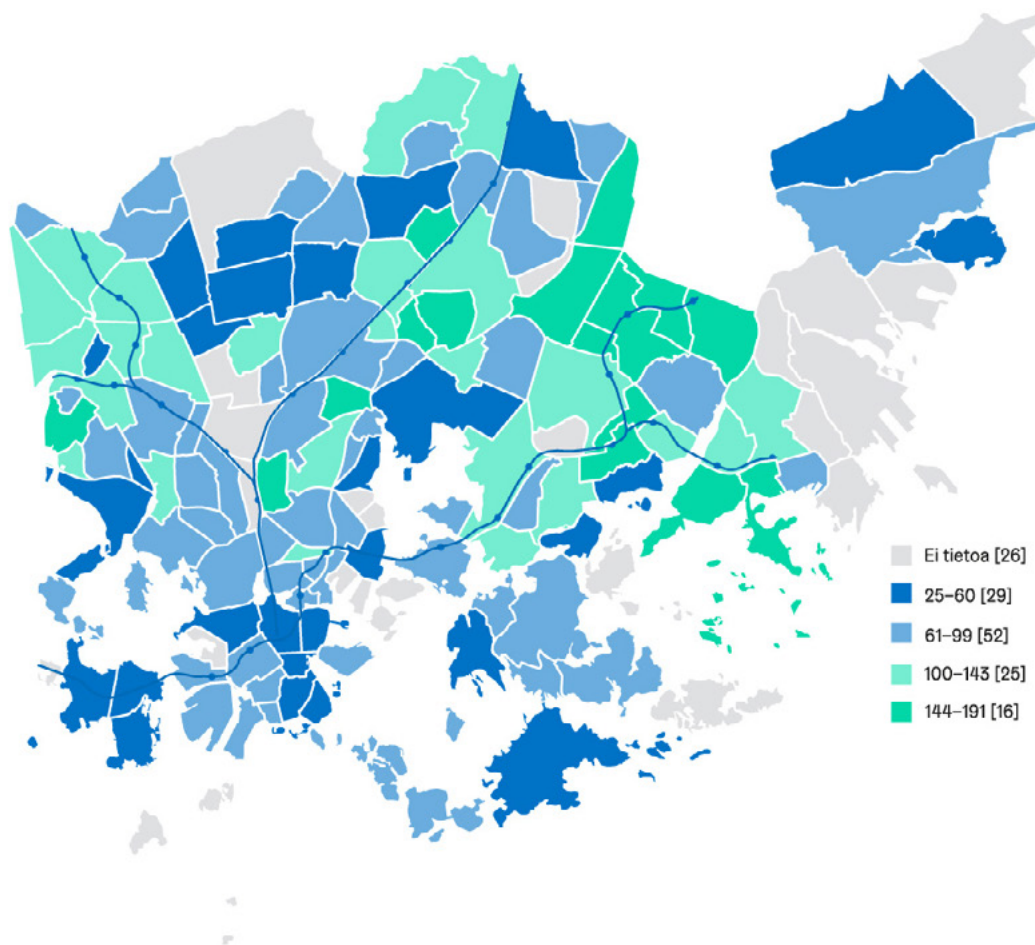 Ei tietoa [26]
25–60 [29]
61–99 [52]
100–143 [25]
144–191 [16]